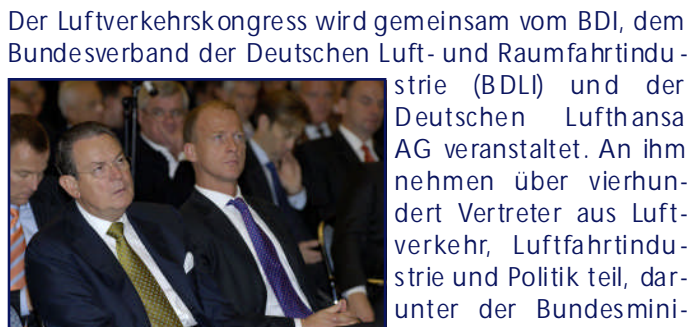 Der Luftverkehrskongress wird gemeinsam vom BDI, dem
Bundesverband der Deutschen Luft- und Raumfahrtindu-
strie (BDLI) und der
Deutschen Lufthansa
AG veranstaltet. An ihm
nehmen über vierhun-
dert Vertreter aus Luft-
verkehr, Luftfahrtindu-
strie und Politik teil, dar-
unter der Bundesmini-